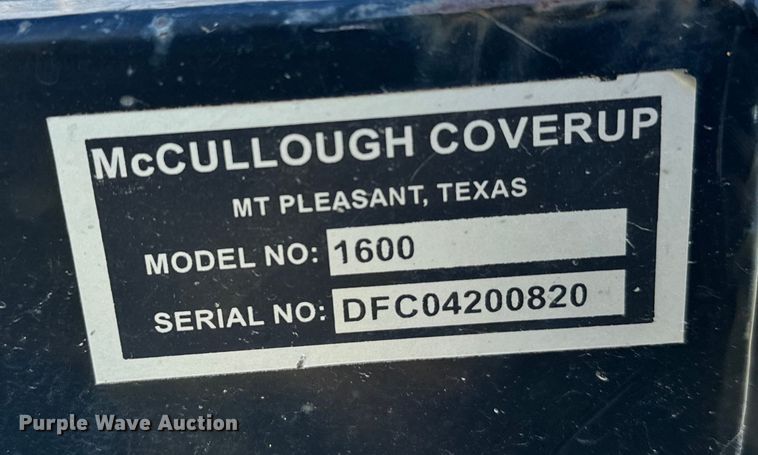 McCULLOUGH COVERUP
MT PLEASANT, TEXAS
MODEL NO: 1600
SERIAL NO: DFC04200820
Purple Wave Auction